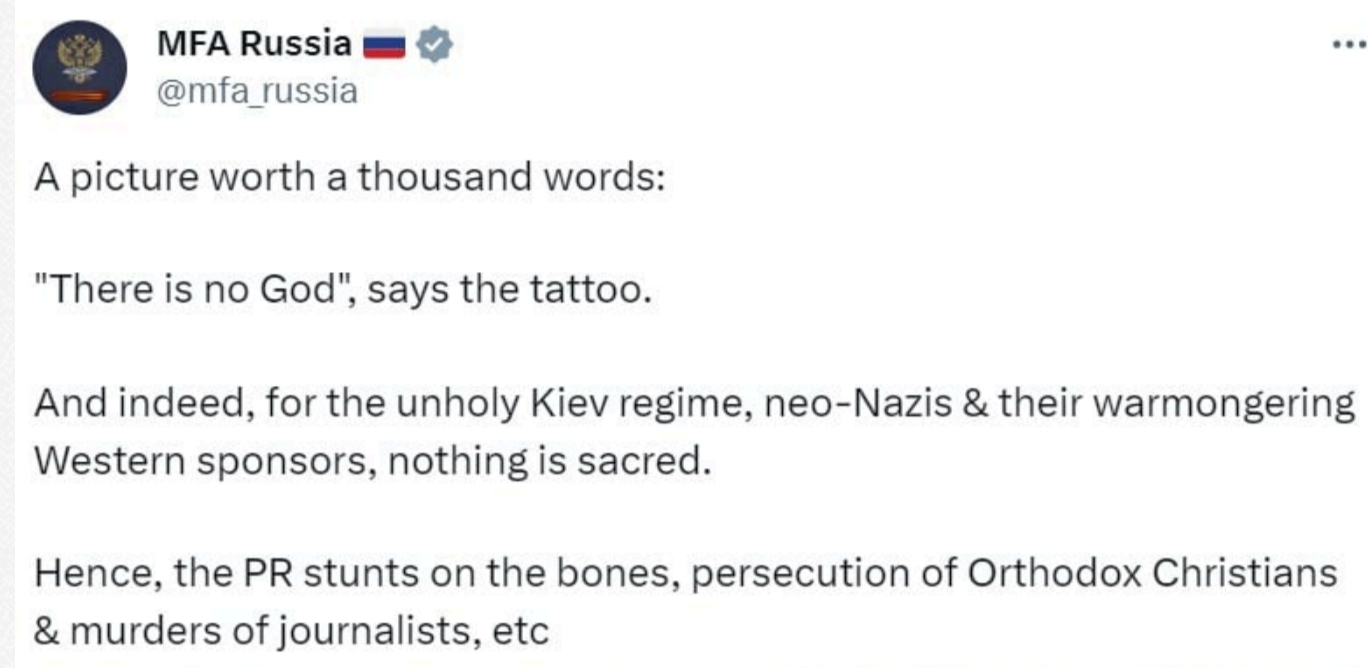 MFA Russia 🇷🇺
@mfa_russia
A picture worth a thousand words:
"There is no God", says the tattoo.
And indeed, for the unholy Kiev regime, neo-Nazis & their warmongering
Western sponsors, nothing is sacred.
Hence, the PR stunts on the bones, persecution of Orthodox Christians
& murders of journalists, etc